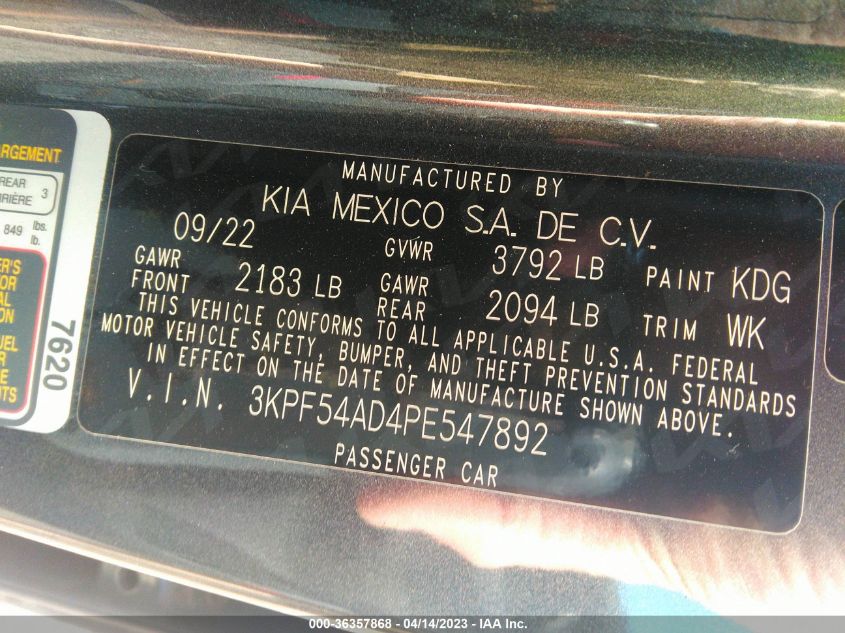 ARGEMENT
REAR
RIÈRE 3
849 lbs.
lb.
7620
MANUFACTURED BY
KIA MEXICO S.A. DE C.V.
09/22 GVWR 3792 LB PAINT KDG
GAWR
FRONT 2183 LB GAWR
REAR 2094 LB TRIM WK
THIS VEHICLE CONFORMS TO ALL APPLICABLE U.S.A. FEDERAL
MOTOR VEHICLE SAFETY, BUMPER, AND THEFT PREVENTION STANDARDS
IN EFFECT ON THE DATE OF MANUFACTURE SHOWN ABOVE.
V.I.N. 3KPF54AD4PE547892
PASSENGER CAR
000-36357868 - 04/14/2023 - IAA Inc.